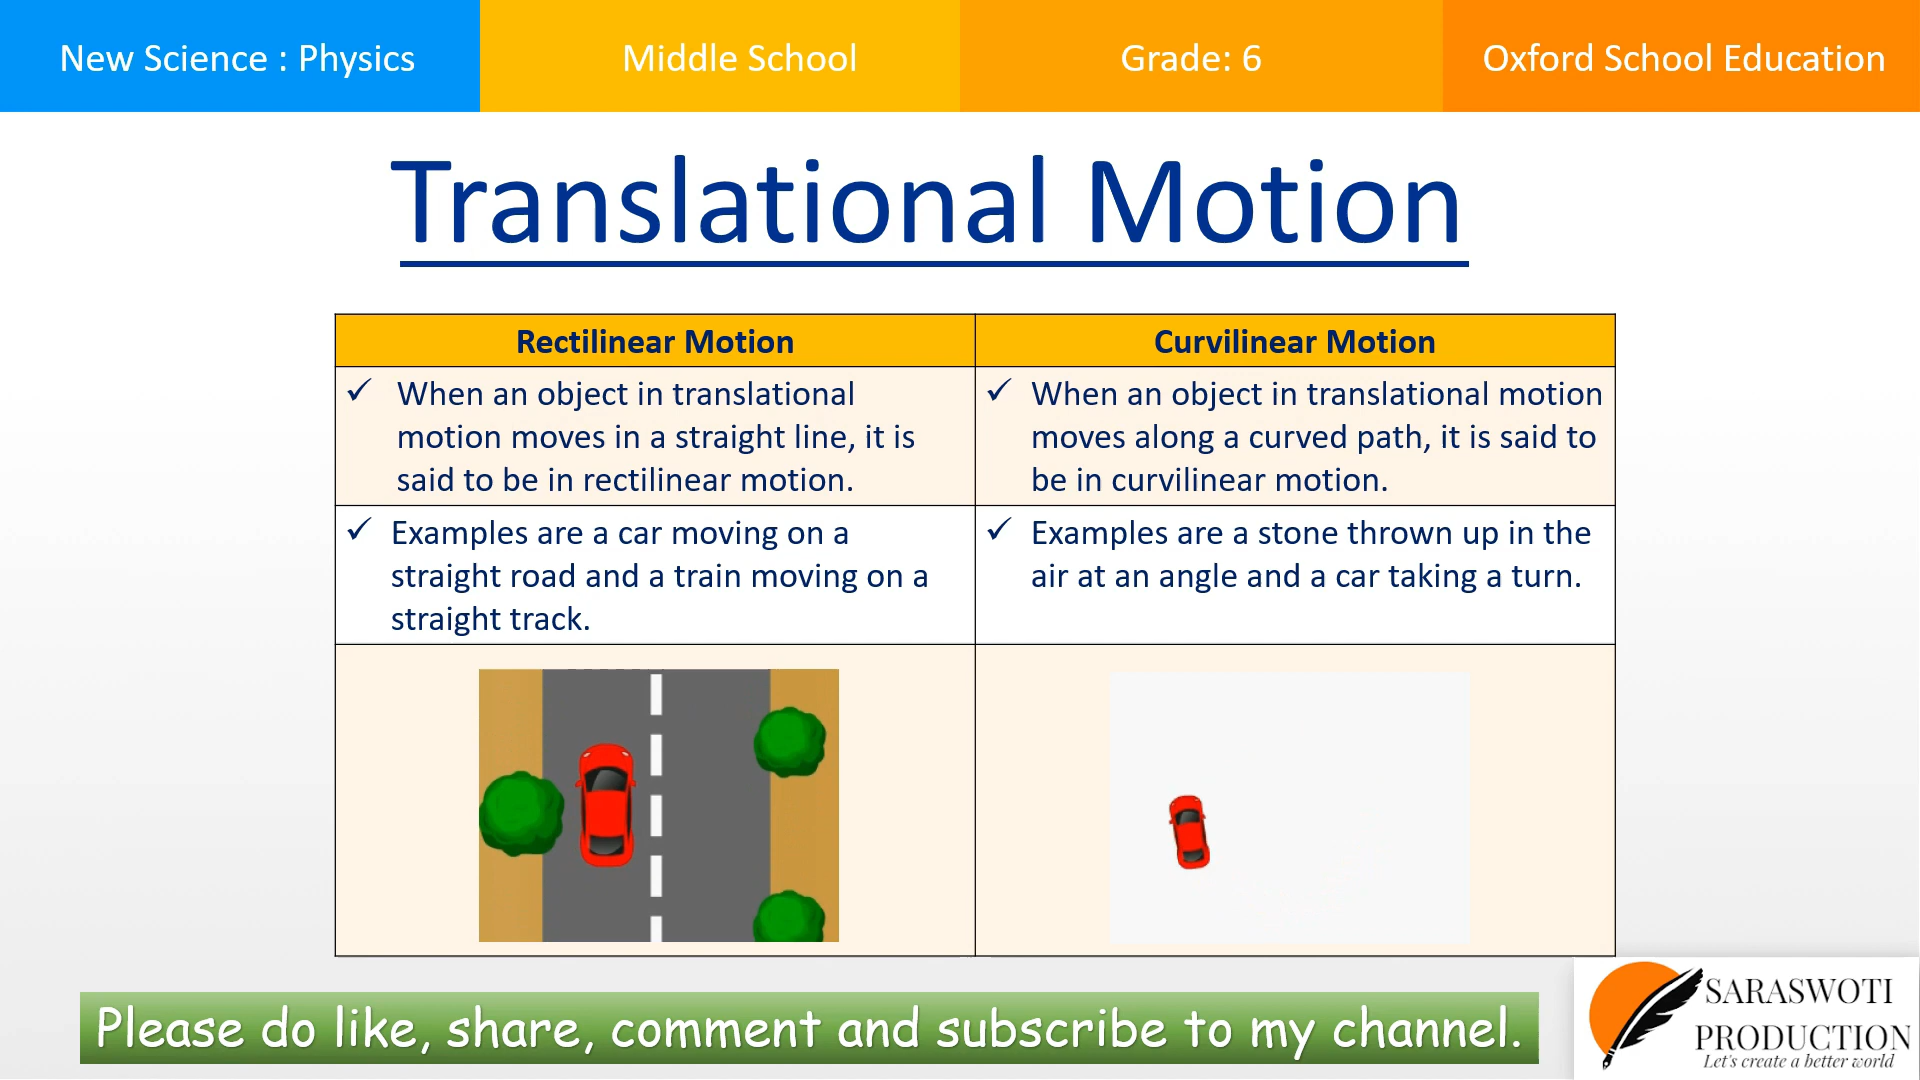 New Science : Physics
Middle School
Grade: 6
Oxford School Education
Translational Motion
Rectilinear Motion
Curvilinear Motion
✓ When an object in translational
motion moves in a straight line, it is
said to be in rectilinear motion.
✓ When an object in translational motion
moves along a curved path, it is said to
be in curvilinear motion.
✓ Examples are a car moving on a
straight road and a train moving on a
straight track.
✓ Examples are a stone thrown up in the
air at an angle and a car taking a turn.
Please do like, share, comment and subscribe to my channel.
SARASWOTI
PRODUCTION
Let's create a better world